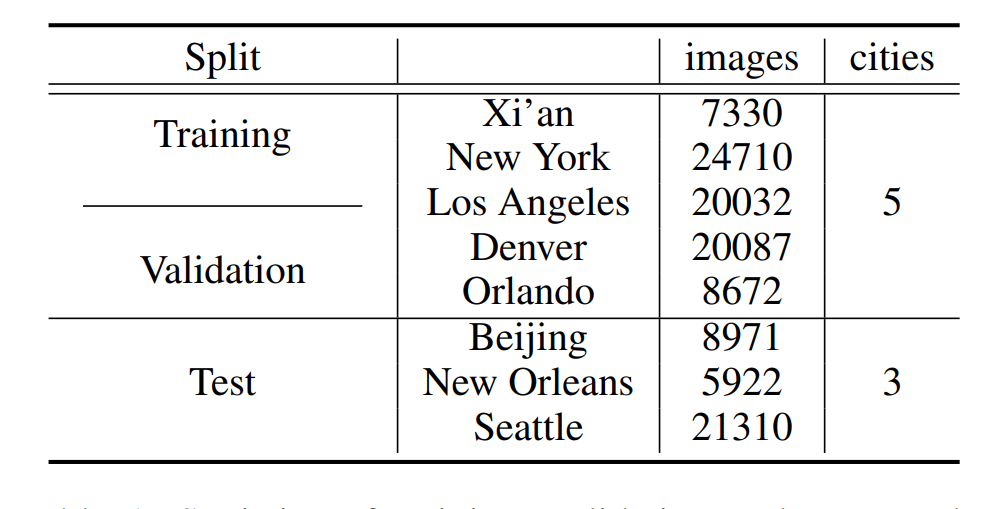 Split images cities
Training
Xi’an 7330
New York 24710
Los Angeles 20032 5
Validation
Denver 20087
Orlando 8672
Beijing 8971
Test New Orleans 5922 3
Seattle 21310